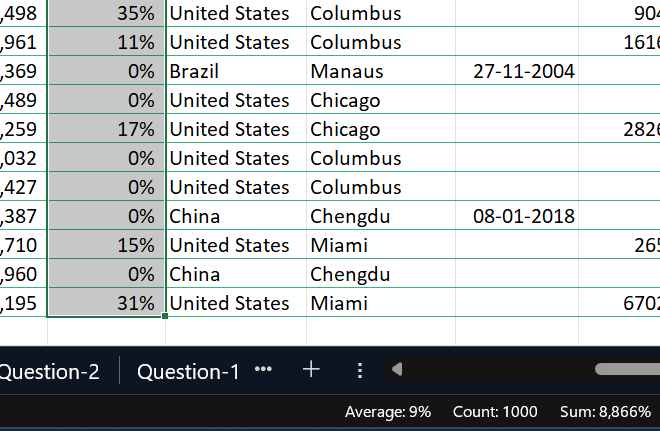 ,498 35% United States Columbus 904
,961 11% United States Columbus 1616
,369 0% Brazil Manaus 27-11-2004
,489 0% United States Chicago
,259 17% United States Chicago 2826
,032 0% United States Columbus
,427 0% United States Columbus
,387 0% China Chengdu 08-01-2018
,710 15% United States Miami 265
,960 0% China Chengdu
,195 31% United States Miami 6702
Question-2 Question-1 ••• +
Average: 9% Count: 1000 Sum: 8,866%